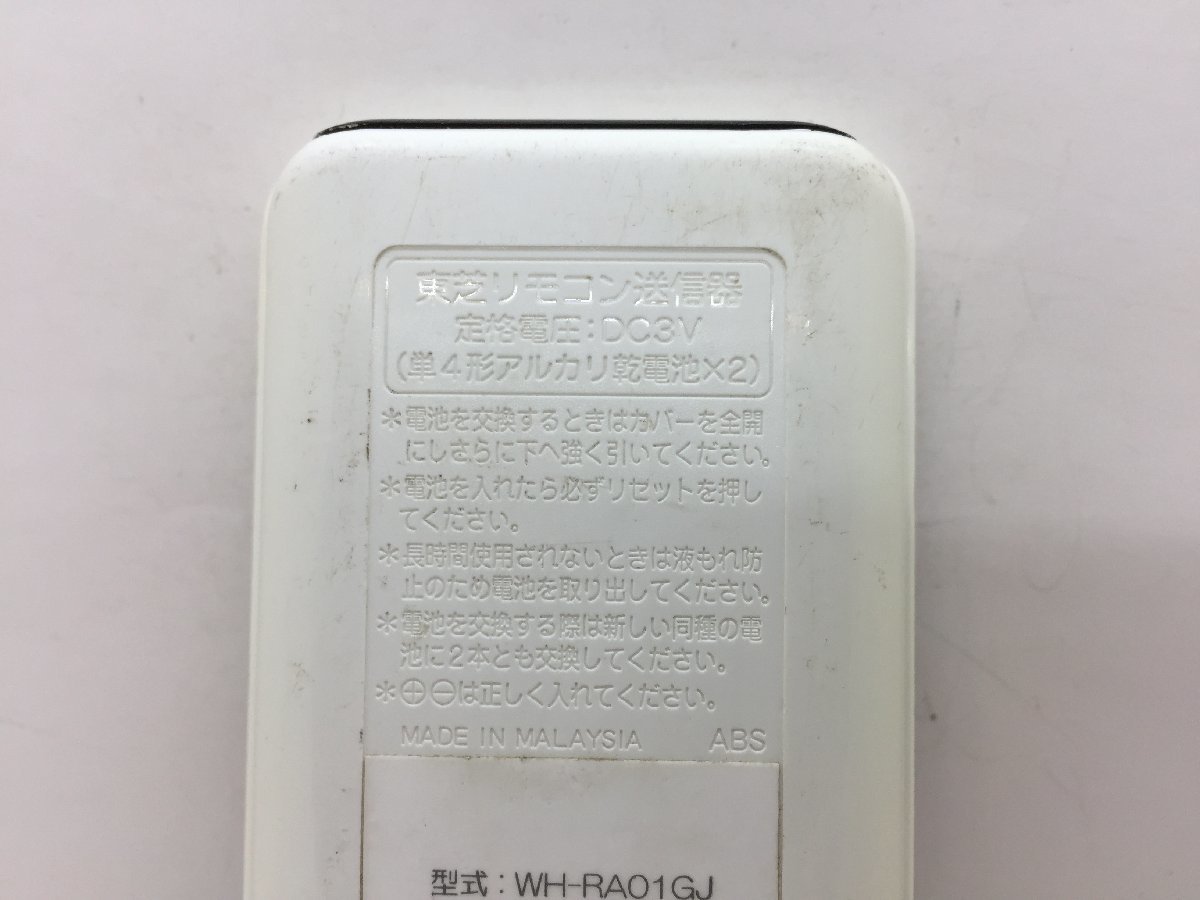 東芝リモコン送信器
定格電圧:DC3V
(単4形アルカリ乾電池×2)
＊電池を交換するときはカバーを全開
にしさらに下へ強く引いてください。
＊電池を入れたら必ずリセットを押し
てください。
＊長時間使用されないときは液もれ防
止のため電池を取り出してください。
＊電池を交換する際は新しい同種の電
池に2本とも交換してください。
＊⊕⊖は正しく入れてください。
MADE IN MALAYSIA ABS
型式:WH-RA01GJ